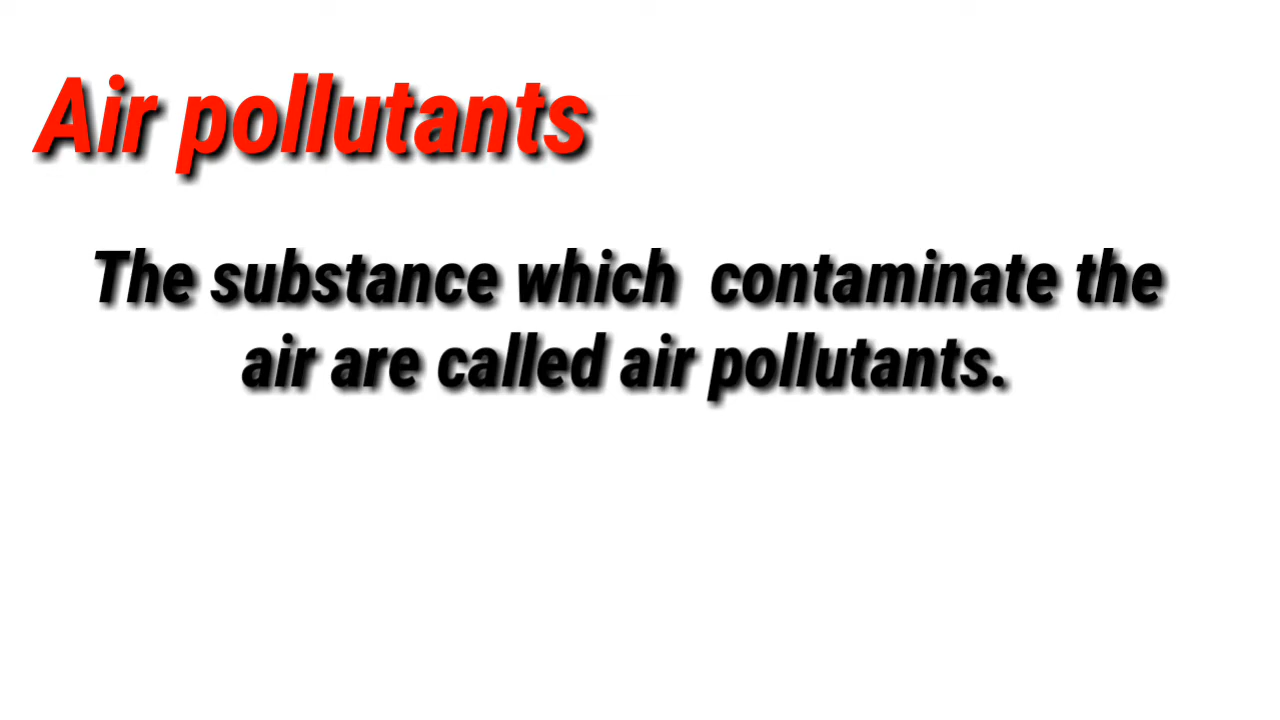 Air pollutants
The substance which contaminate the
air are called air pollutants.